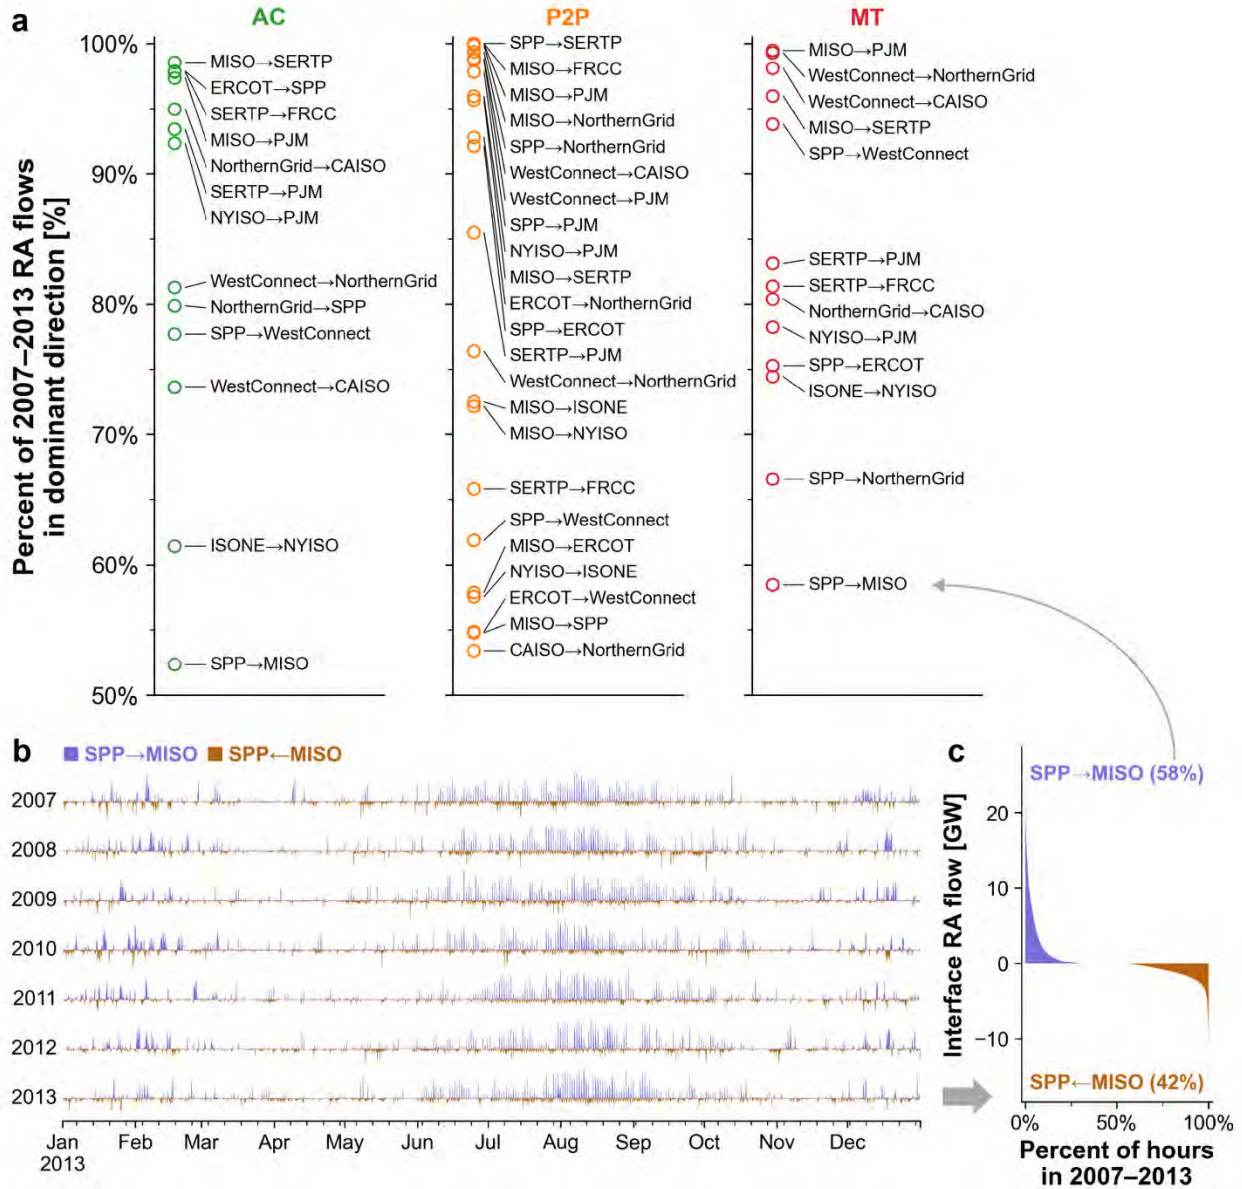 a
AC
P2P
MT
Percent of 2007–2013 RA flows
in dominant direction [%]
100%
90%
80%
70%
60%
50%
MISO→SERTP
ERCOT→SPP
SERTP→FRCC
MISO→PJM
NorthernGrid→CAISO
SERTP→PJM
NYISO→PJM
WestConnect→NorthernGrid
NorthernGrid→SPP
SPP→WestConnect
WestConnect→CAISO
ISONE→NYISO
SPP→MISO
SPP→SERTP
MISO→FRCC
MISO→PJM
MISO→NorthernGrid
SPP→NorthernGrid
WestConnect→CAISO
WestConnect→PJM
SPP→PJM
NYISO→PJM
MISO→SERTP
ERCOT→NorthernGrid
SPP→ERCOT
SERTP→PJM
WestConnect→NorthernGrid
MISO→ISONE
MISO→NYISO
SERTP→FRCC
SPP→WestConnect
MISO→ERCOT
NYISO→ISONE
ERCOT→WestConnect
MISO→SPP
CAISO→NorthernGrid
MISO→PJM
WestConnect→NorthernGrid
WestConnect→CAISO
MISO→SERTP
SPP→WestConnect
SERTP→PJM
SERTP→FRCC
NorthernGrid→CAISO
NYISO→PJM
SPP→ERCOT
ISONE→NYISO
SPP→NorthernGrid
SPP→MISO
b
SPP→MISO SPP←MISO
2007
2008
2009
2010
2011
2012
2013
Jan Feb Mar Apr May Jun Jul Aug Sep Oct Nov Dec
2013
c
SPP→MISO (58%)
Interface RA flow [GW]
20
10
0
−10
SPP←MISO (42%)
0% 50% 100%
Percent of hours
in 2007–2013